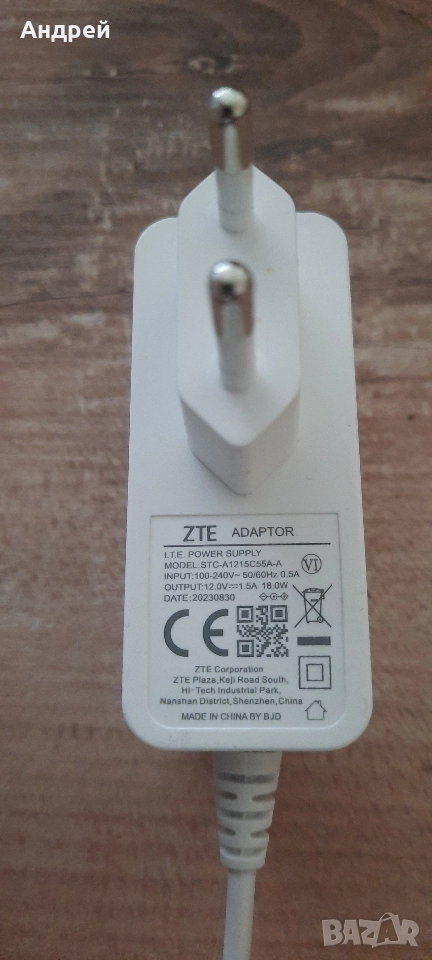 Андрей
ZTE ADAPTOR
I.T.E. POWER SUPPLY
MODEL:STC-A1215C55A-A
INPUT:100-240V~ 50/60Hz 0.5A
OUTPUT:12.0V⎓1.5A 18.0W
DATE:20230830
VI
CE
ZTE Corporation
ZTE Plaza,Keji Road South,
Hi-Tech Industrial Park,
Nanshan District,Shenzhen,China
MADE IN CHINA BY BJD
BAZAR